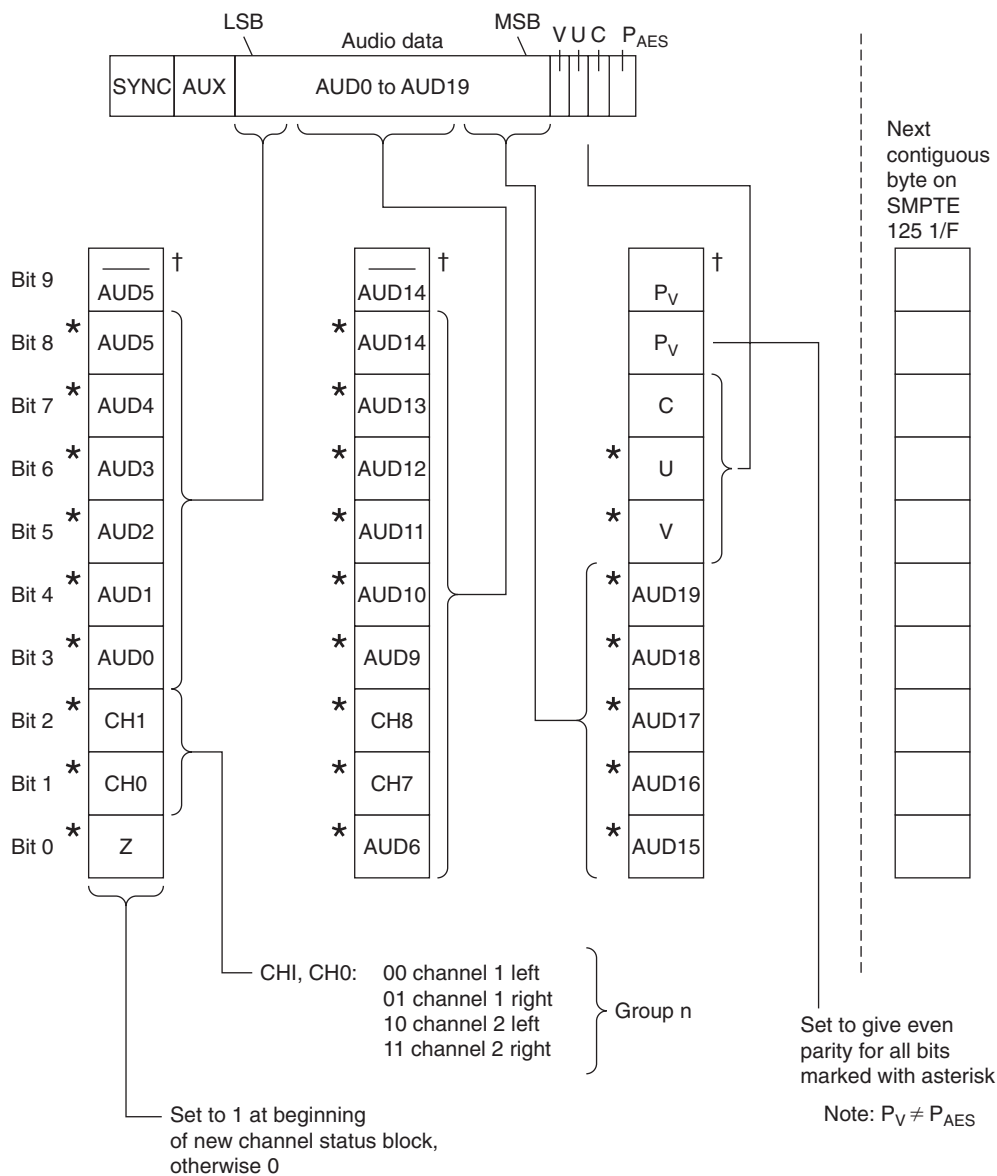 LSB
MSB
Audio data
V U C P_AES
SYNC AUX AUD0 to AUD19
Next
contiguous
byte on
SMPTE
125 1/F
Bit 9 AUD5 † AUD14 † P_V †
Bit 8 * AUD5 * AUD14 P_V
Bit 7 * AUD4 * AUD13 C
Bit 6 * AUD3 * AUD12 * U
Bit 5 * AUD2 * AUD11 * V
Bit 4 * AUD1 * AUD10 * AUD19
Bit 3 * AUD0 * AUD9 * AUD18
Bit 2 * CH1 * CH8 * AUD17
Bit 1 * CH0 * CH7 * AUD16
Bit 0 * Z * AUD6 * AUD15
CHI, CH0: 00 channel 1 left
01 channel 1 right
10 channel 2 left
11 channel 2 right
Group n
Set to give even
parity for all bits
marked with asterisk
Note: P_V ≠ P_AES
Set to 1 at beginning
of new channel status block,
otherwise 0